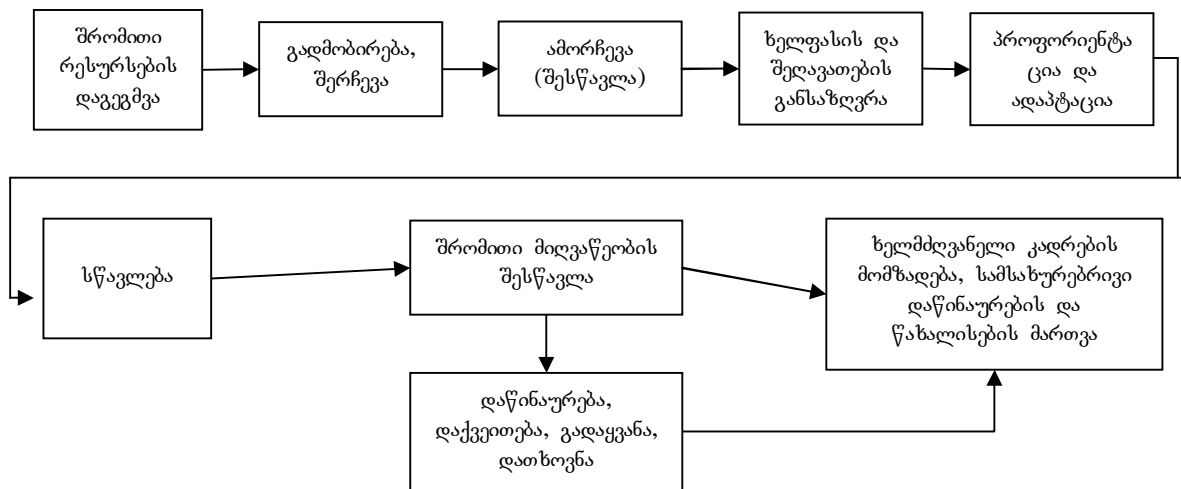 შრომითი
რესურსების
დაგეგმვა
გადმობირება,
შერჩევა
ამორჩევა
(შესწავლა)
ხელფასის და
შეღავათების
განსაზღვრა
პროფორიენტა
ცია და
ადაპტაცია
სწავლება
შრომითი მიღვაწეობის
შესწავლა
ხელმძღვანელი კადრების
მომზადება, სამსახურებრივი
დაწინაურების და
წახალისების მართვა
დაწინაურება,
დაქვეითება, გადაყვანა,
დათხოვნა